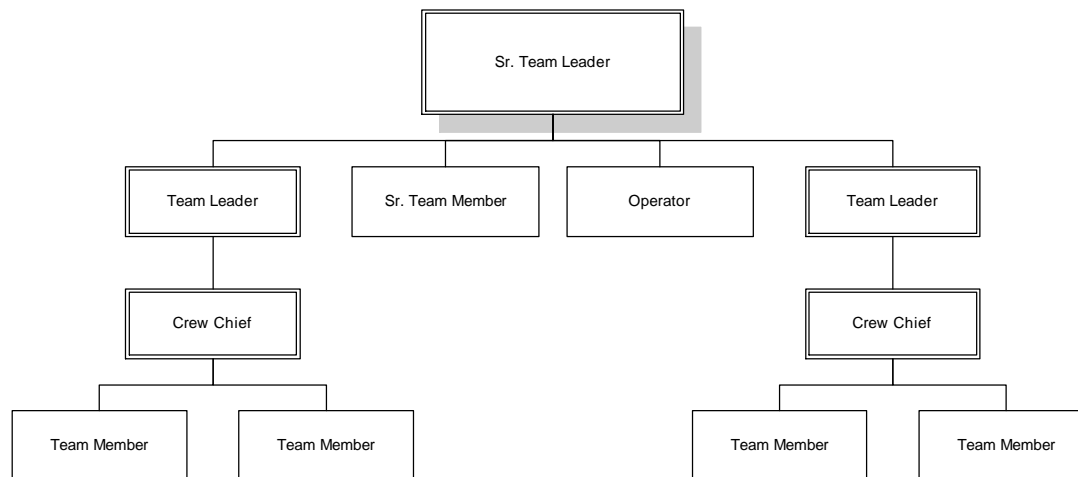 Sr. Team Leader
Team Leader
Sr. Team Member
Operator
Team Leader
Crew Chief
Crew Chief
Team Member
Team Member
Team Member
Team Member